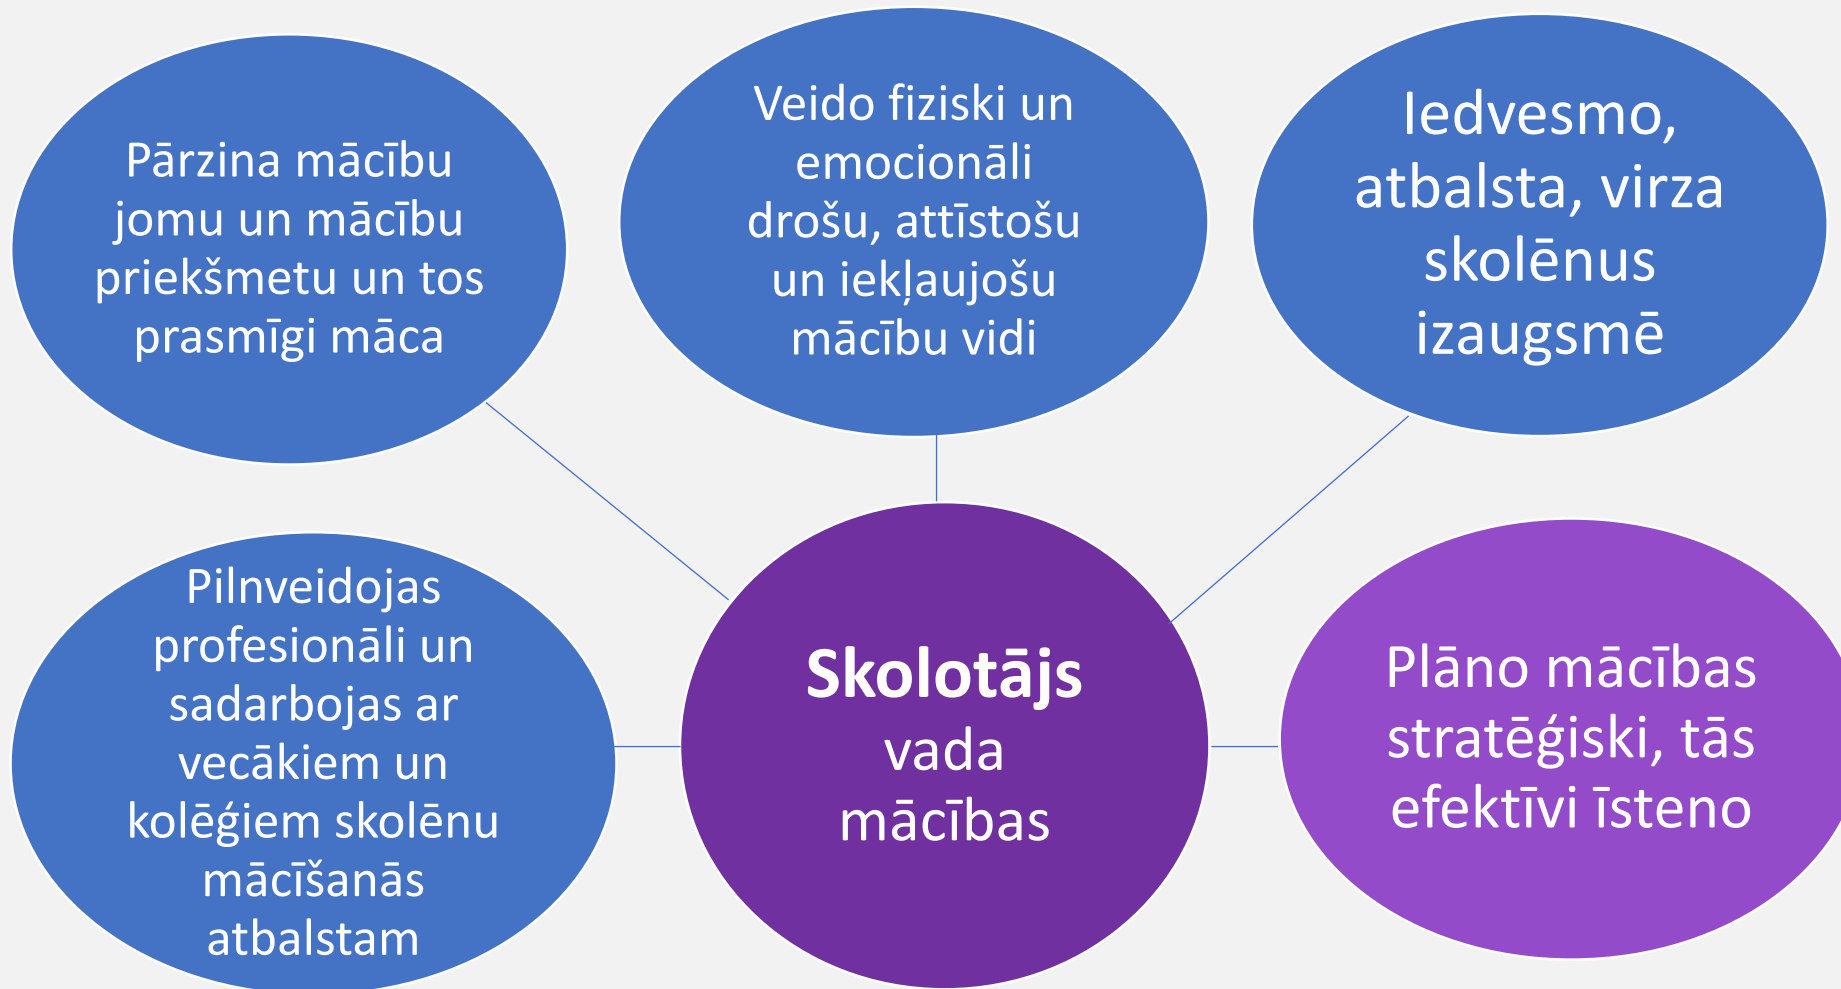 Pārzina mācību
jomu un mācību
priekšmetu un tos
prasmīgi māca
Veido fiziski un
emocionāli
drošu, attīstošu
un iekļaujošu
mācību vidi
Iedvesmo,
atbalsta, virza
skolēnus
izaugsmē
Pilnveidojas
profesionāli un
sadarbojas ar
vecākiem un
kolēģiem skolēnu
mācīšanās
atbalstam
Skolotājs
vada
mācības
Plāno mācības
stratēģiski, tās
efektīvi īsteno